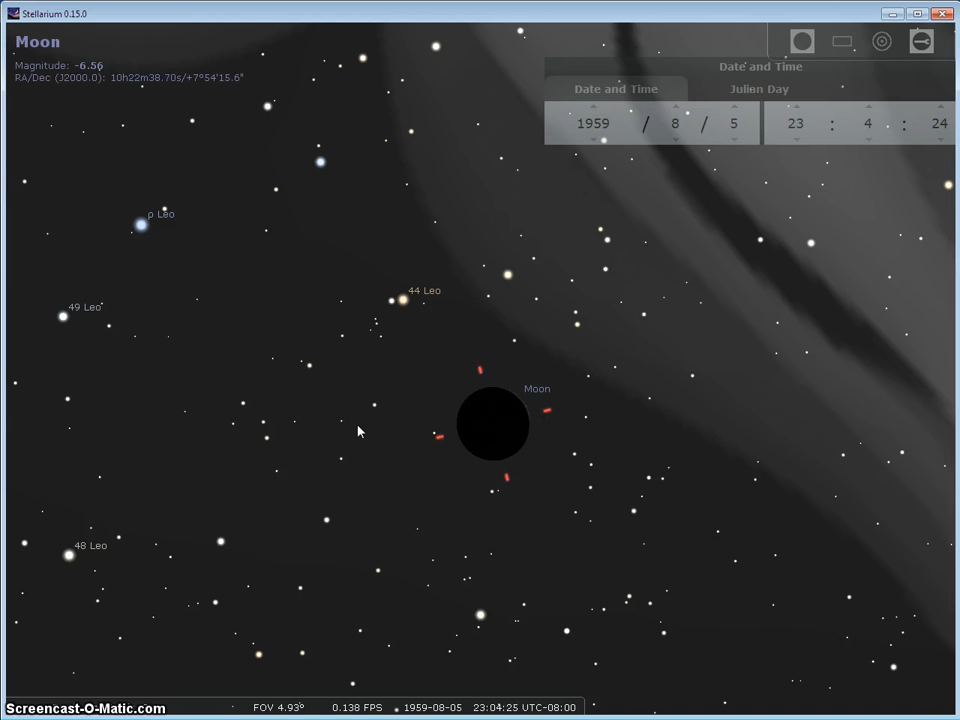 Stellarium 0.15.0
Moon
Magnitude: -6.56
RA/Dec (J2000.0): 10h22m38.70s/+7°54'15.6"
Date and Time
Date and Time Julien Day
1959 / 8 / 5 23 : 4 : 24
ρ Leo
44 Leo
49 Leo
Moon
48 Leo
FOV 4.93° 0.138 FPS 1959-08-05 23:04:25 UTC-08:00
Screencast-O-Matic.com